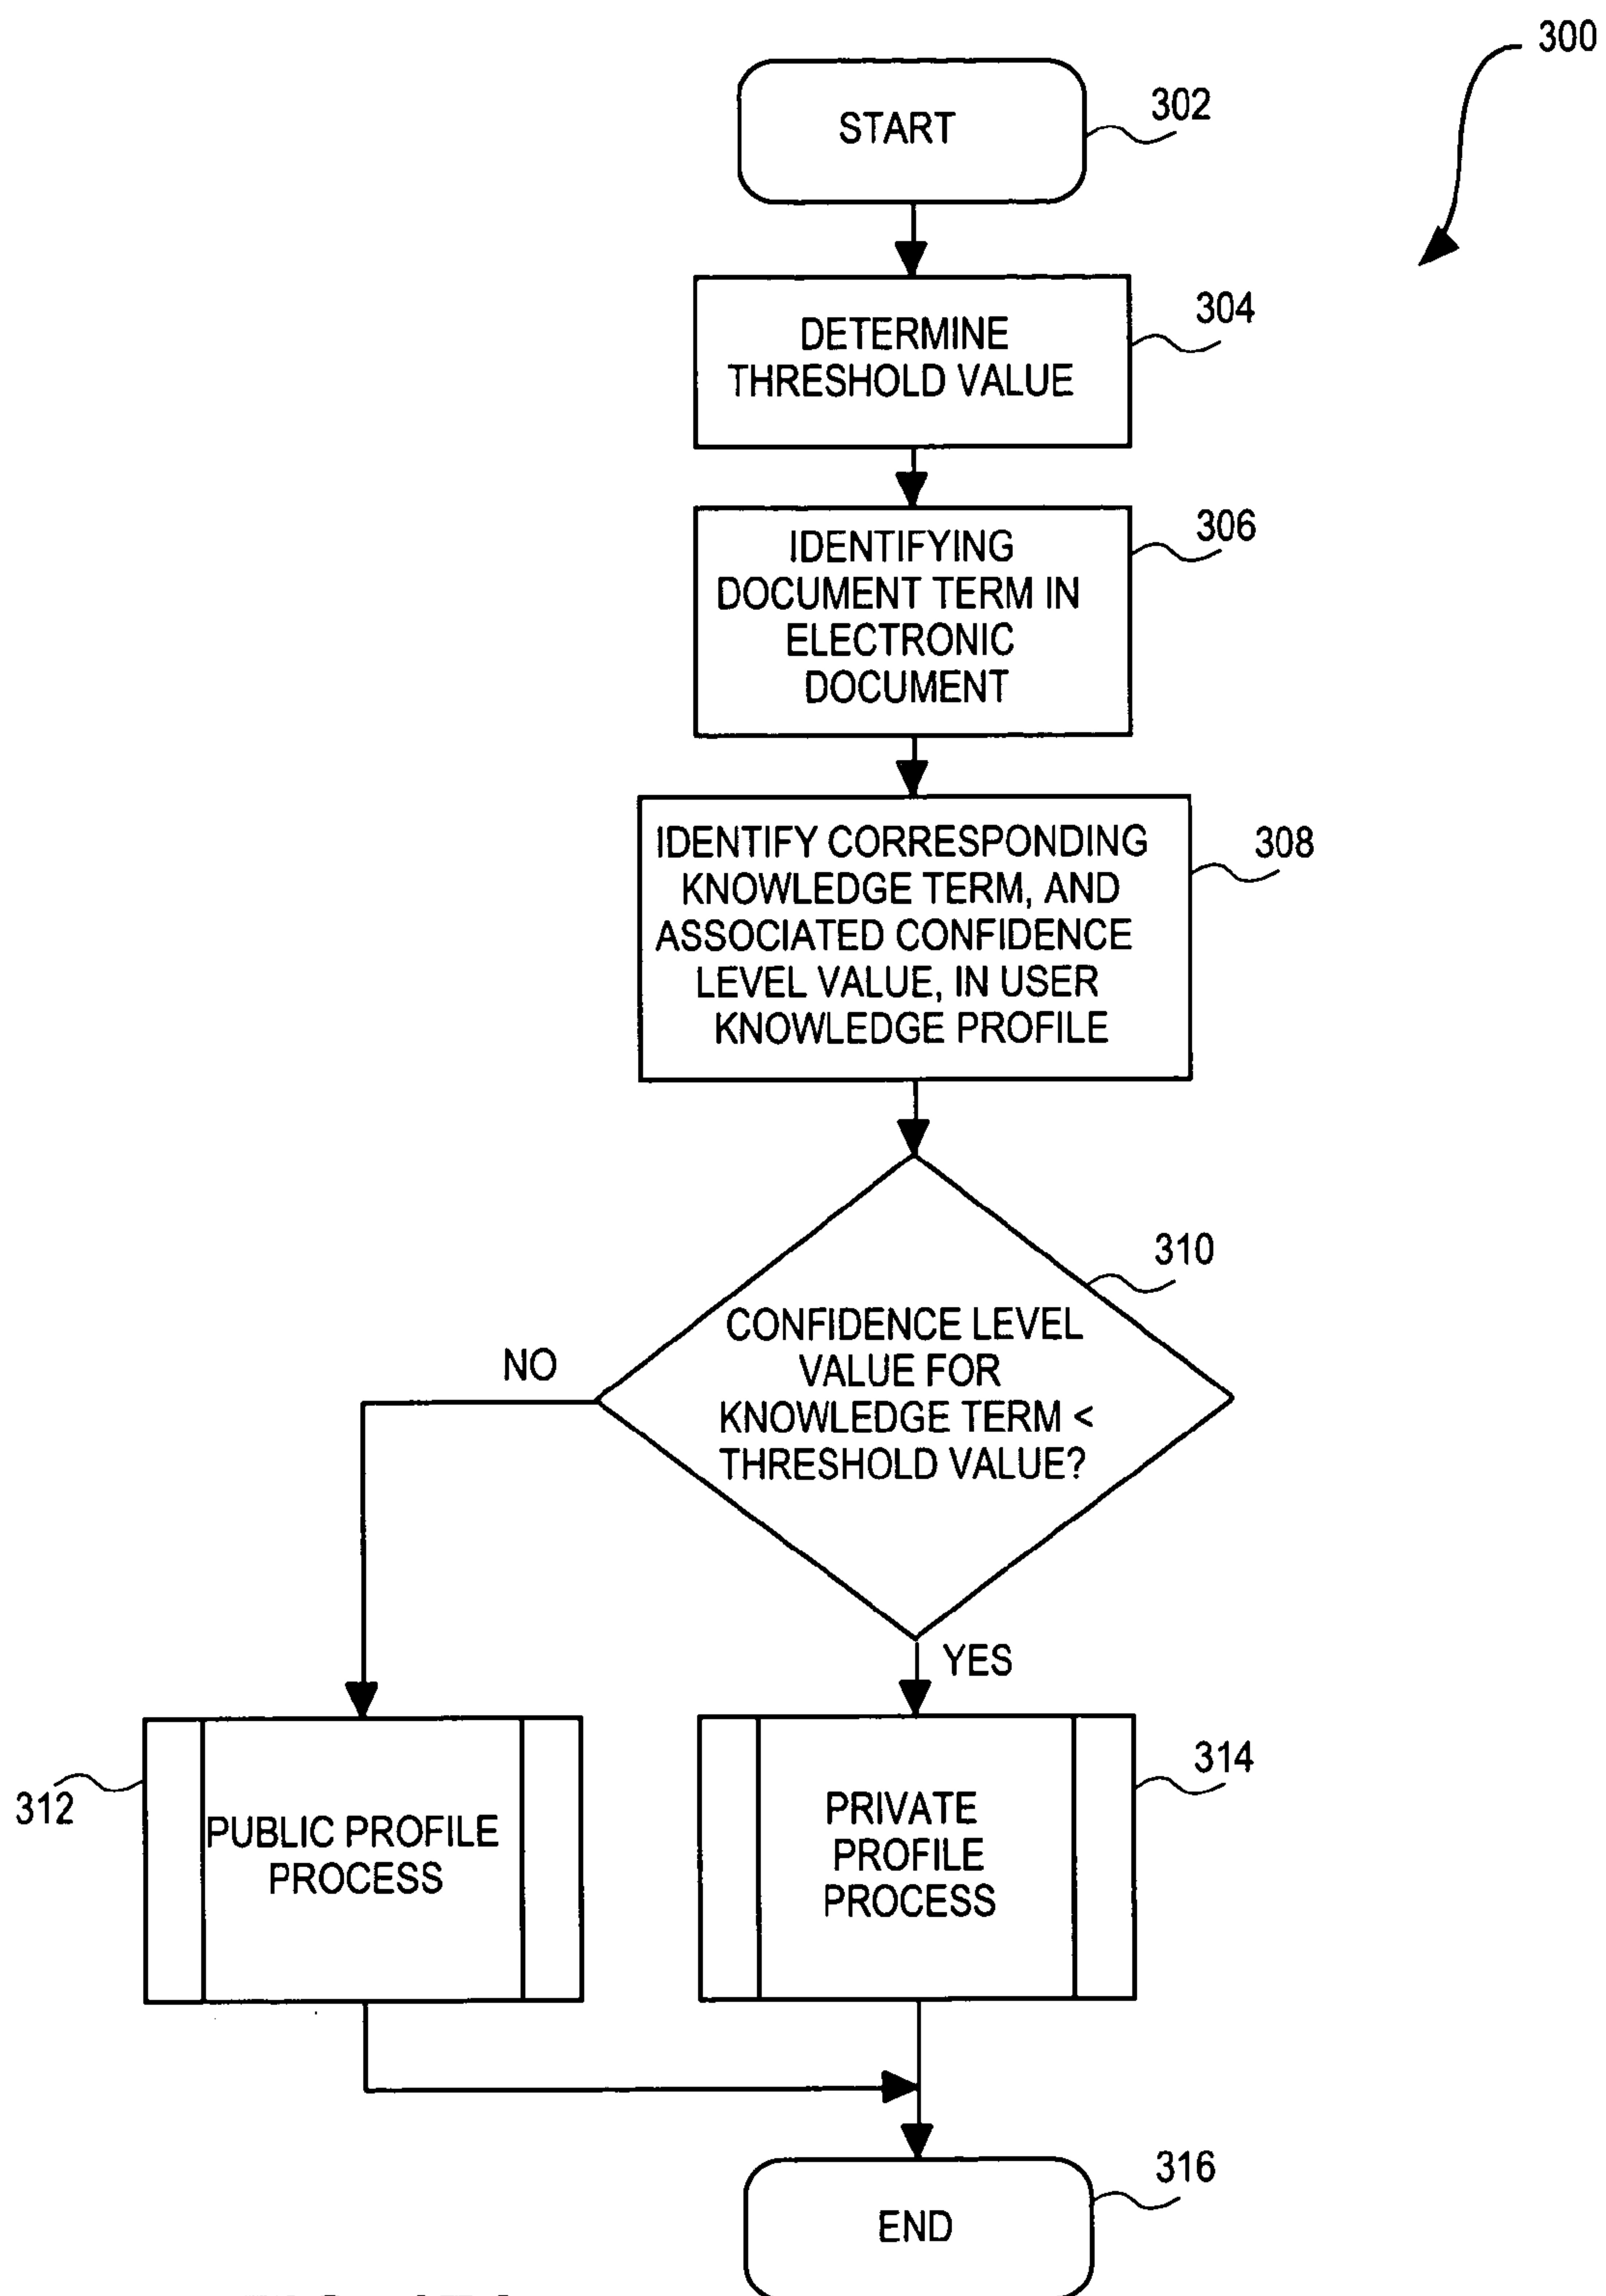 300
START
302
DETERMINE
THRESHOLD VALUE
304
IDENTIFYING
DOCUMENT TERM IN
ELECTRONIC
DOCUMENT
306
IDENTIFY CORRESPONDING
KNOWLEDGE TERM, AND
ASSOCIATED CONFIDENCE
LEVEL VALUE, IN USER
KNOWLEDGE PROFILE
308
CONFIDENCE LEVEL
VALUE FOR
KNOWLEDGE TERM <
THRESHOLD VALUE?
310
NO
YES
312
PUBLIC PROFILE
PROCESS
PRIVATE
PROFILE
PROCESS
314
END
316